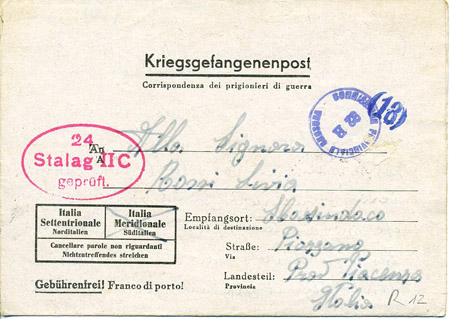 Kriegsgefangenenpost
Corrispondenza dei prigionieri di guerra
(13)
24
Stalag IIC
geprüft.
An
A
Alla Signora
Rossi Livia
Italia Settentrionale
Norditalien
Italia Meridionale
Süditalien
Cancellare parole non riguardanti
Nichtzutreffendes streichen
Empfangsort:
Località di destinazione
Straße: Piozzano
Via
Landesteil: Prov Piacenza
Provincia
Italia
Gebührenfrei! Franco di porto!
R 12